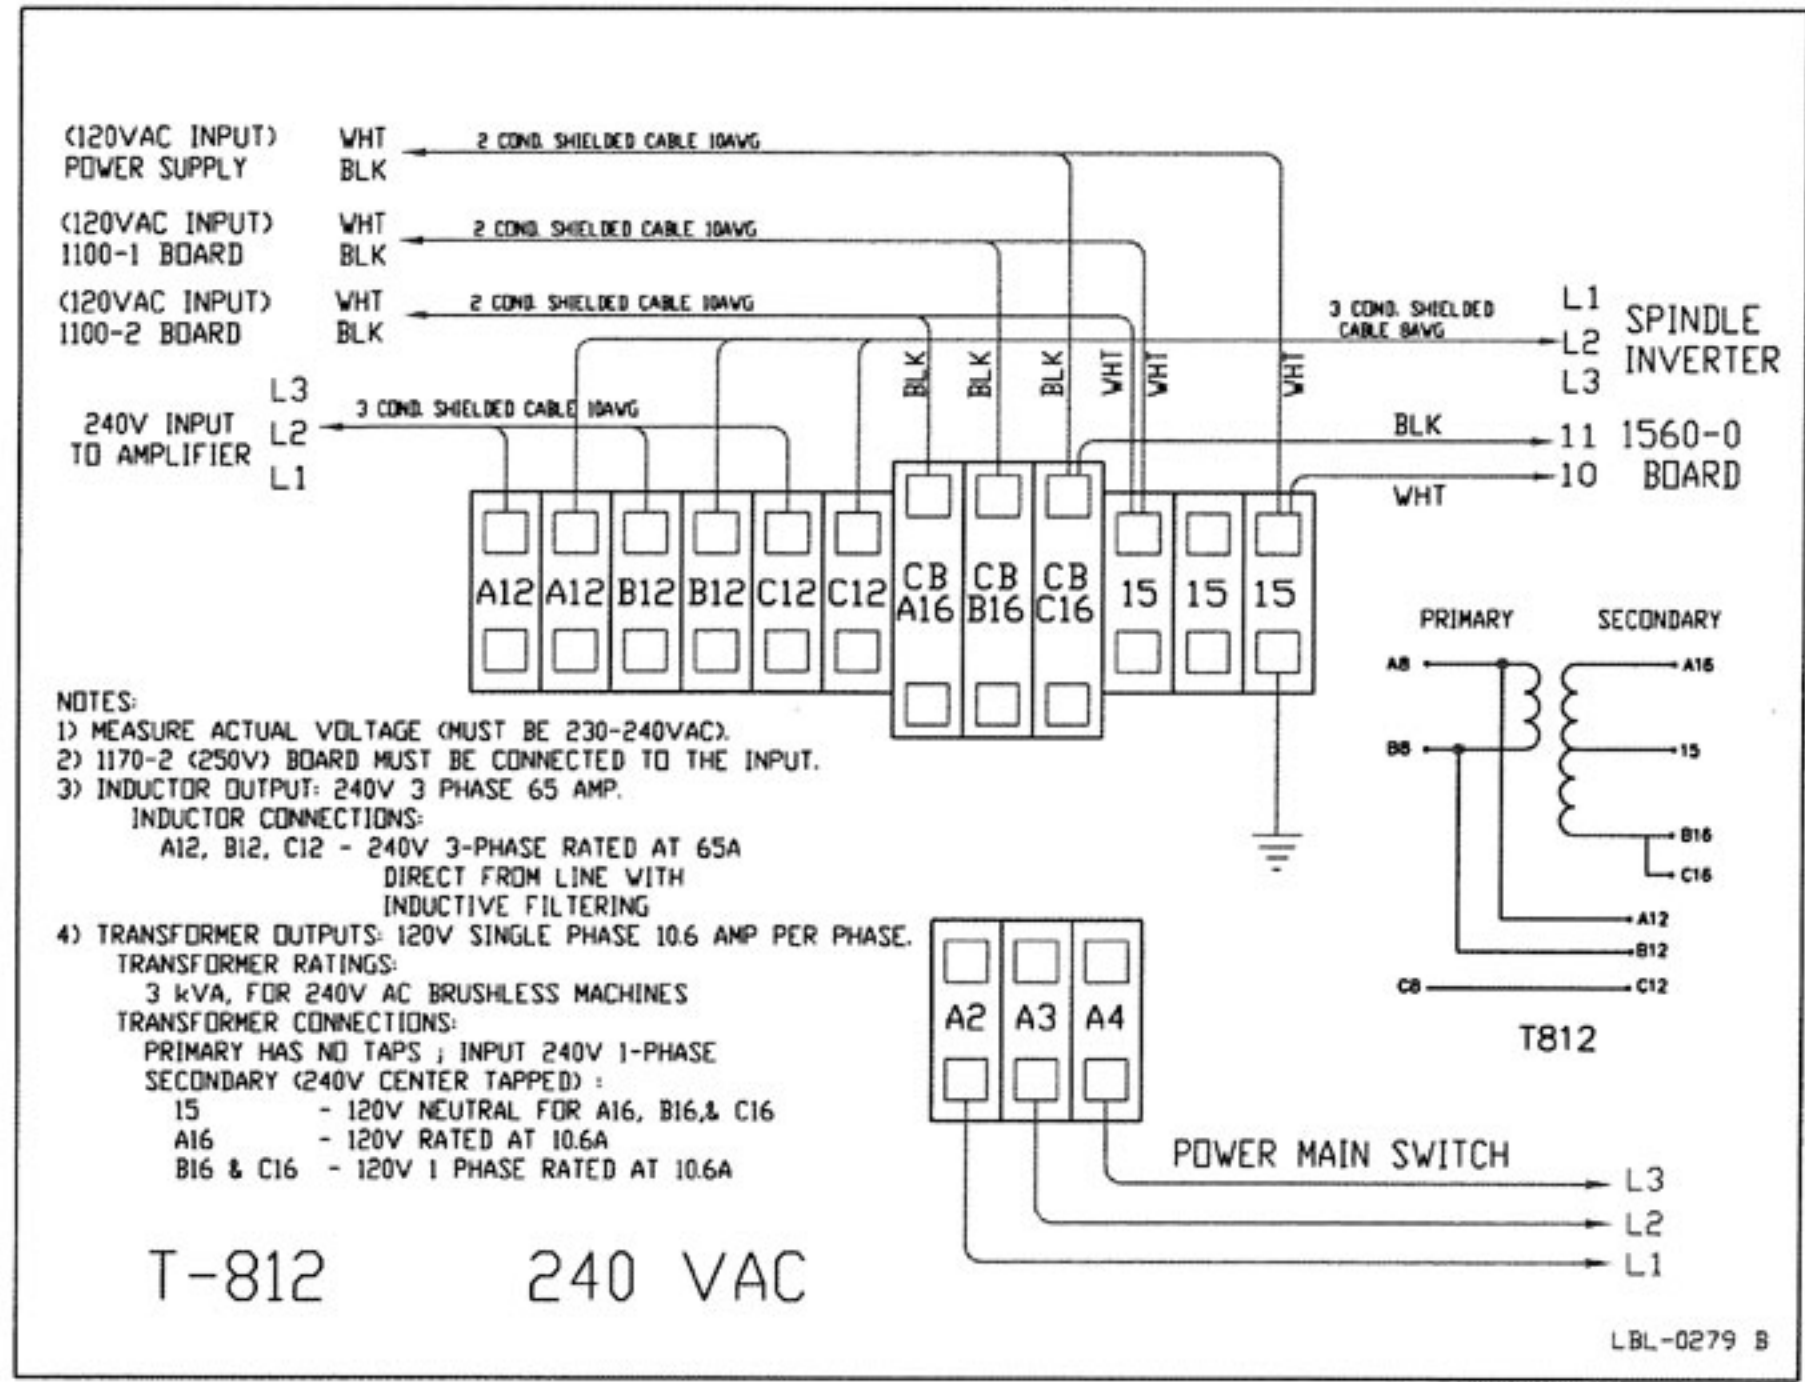 (120VAC INPUT) WHT 2 COND. SHIELDED CABLE 10AWG
POWER SUPPLY BLK
(120VAC INPUT) WHT 2 COND. SHIELDED CABLE 10AWG
1100-1 BOARD BLK
(120VAC INPUT) WHT 2 COND. SHIELDED CABLE 10AWG
1100-2 BOARD BLK
3 COND. SHIELDED
CABLE 8AWG
L1
L2
L3
SPINDLE
INVERTER
BLK BLK BLK WHT WHT WHT
L3
240V INPUT L2 3 COND. SHIELDED CABLE 10AWG
TO AMPLIFIER
L1
BLK 11 1560-0
WHT 10 BOARD
A12 A12 B12 B12 C12 C12 CB A16 CB B16 CB C16 15 15 15
PRIMARY SECONDARY
A8 A16
B8 15
B16
C16
A12
B12
C8 C12
T812
NOTES:
1) MEASURE ACTUAL VOLTAGE (MUST BE 230-240VAC).
2) 1170-2 (250V) BOARD MUST BE CONNECTED TO THE INPUT.
3) INDUCTOR OUTPUT: 240V 3 PHASE 65 AMP.
INDUCTOR CONNECTIONS:
A12, B12, C12 - 240V 3-PHASE RATED AT 65A
DIRECT FROM LINE WITH
INDUCTIVE FILTERING
4) TRANSFORMER OUTPUTS: 120V SINGLE PHASE 10.6 AMP PER PHASE.
TRANSFORMER RATINGS:
3 kVA, FOR 240V AC BRUSHLESS MACHINES
TRANSFORMER CONNECTIONS:
PRIMARY HAS NO TAPS ; INPUT 240V 1-PHASE
SECONDARY (240V CENTER TAPPED) :
15 - 120V NEUTRAL FOR A16, B16,& C16
A16 - 120V RATED AT 10.6A
B16 & C16 - 120V 1 PHASE RATED AT 10.6A
A2 A3 A4
POWER MAIN SWITCH
L3
L2
L1
T-812 240 VAC
LBL-0279 B